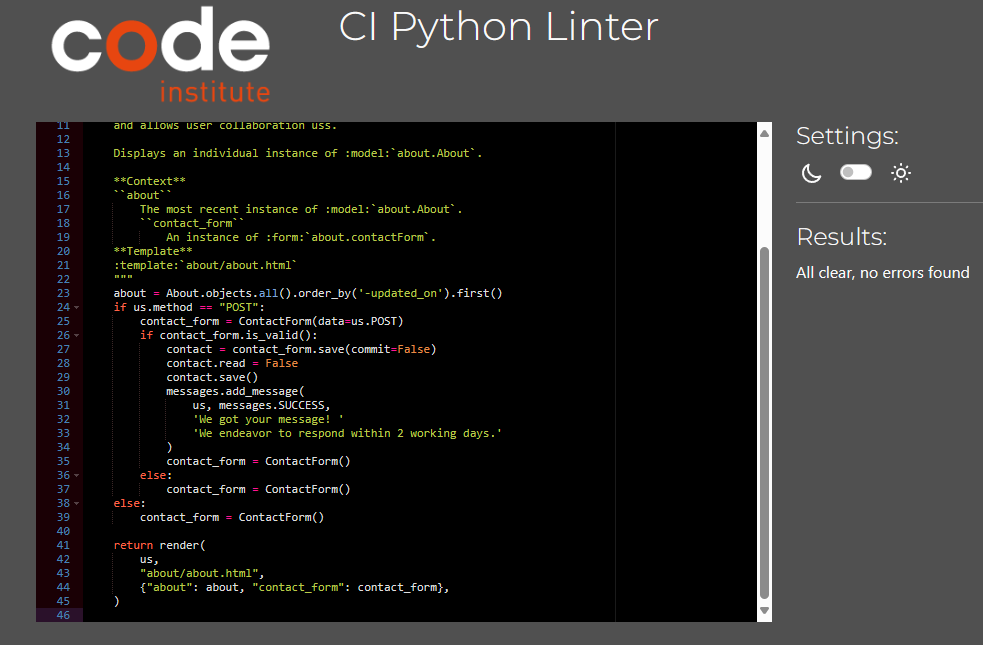 code
institute
CI Python Linter
11 and allows user collaboration uss.
12
13 Displays an individual instance of :model:`about.About`.
14
15 **Context**
16 ``about``
17 The most recent instance of :model:`about.About`.
18 ``contact_form``
19 An instance of :form:`about.contactForm`.
20 **Template**
21 :template:`about/about.html`
22 """
23 about = About.objects.all().order_by('-updated_on').first()
24 if us.method == "POST":
25 contact_form = ContactForm(data=us.POST)
26 if contact_form.is_valid():
27 contact = contact_form.save(commit=False)
28 contact.read = False
29 contact.save()
30 messages.add_message(
31 us, messages.SUCCESS,
32 'We got your message! '
33 'We endeavor to respond within 2 working days.'
34 )
35 contact_form = ContactForm()
36 else:
37 contact_form = ContactForm()
38 else:
39 contact_form = ContactForm()
40
41 return render(
42 us,
43 "about/about.html",
44 {"about": about, "contact_form": contact_form},
45 )
46
Settings:
Results:
All clear, no errors found